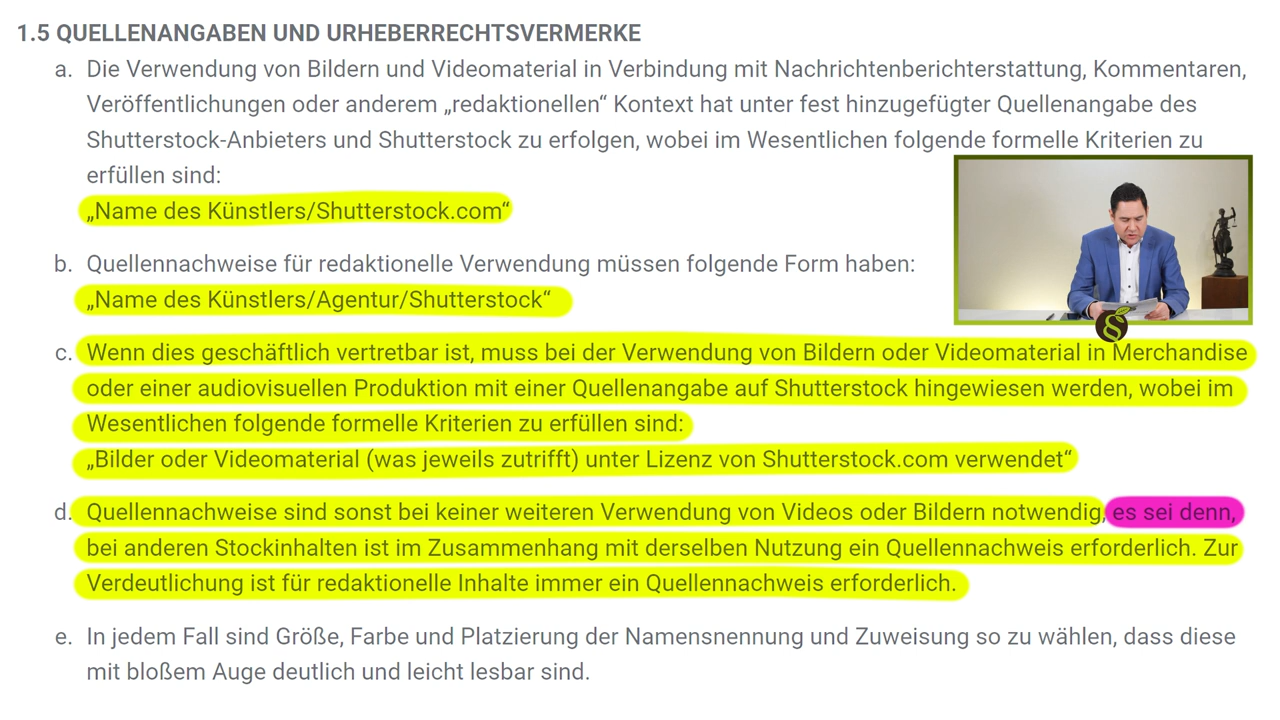 1.5 QUELLENANGABEN UND URHEBERRECHTSVERMERKE
a. Die Verwendung von Bildern und Videomaterial in Verbindung mit Nachrichtenberichterstattung, Kommentaren,
Veröffentlichungen oder anderem „redaktionellen“ Kontext hat unter fest hinzugefügter Quellenangabe des
Shutterstock-Anbieters und Shutterstock zu erfolgen, wobei im Wesentlichen folgende formelle Kriterien zu
erfüllen sind:
„Name des Künstlers/Shutterstock.com“
b. Quellennachweise für redaktionelle Verwendung müssen folgende Form haben:
„Name des Künstlers/Agentur/Shutterstock“
c. Wenn dies geschäftlich vertretbar ist, muss bei der Verwendung von Bildern oder Videomaterial in Merchandise
oder einer audiovisuellen Produktion mit einer Quellenangabe auf Shutterstock hingewiesen werden, wobei im
Wesentlichen folgende formelle Kriterien zu erfüllen sind:
„Bilder oder Videomaterial (was jeweils zutrifft) unter Lizenz von Shutterstock.com verwendet“
d. Quellennachweise sind sonst bei keiner weiteren Verwendung von Videos oder Bildern notwendig, es sei denn,
bei anderen Stockinhalten ist im Zusammenhang mit derselben Nutzung ein Quellennachweis erforderlich. Zur
Verdeutlichung ist für redaktionelle Inhalte immer ein Quellennachweis erforderlich.
e. In jedem Fall sind Größe, Farbe und Platzierung der Namensnennung und Zuweisung so zu wählen, dass diese
mit bloßem Auge deutlich und leicht lesbar sind.
§